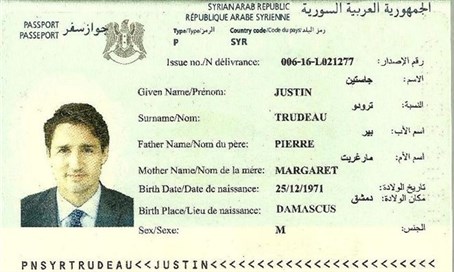 SYRIAN ARAB REPUBLIC الجمهورية العربية السورية
RÉPUBLIQUE ARABE SYRIENNE
PASSPORT جواز سفر
PASSEPORT
Type/الرمز/Type Country code/Code du pays/رمز البلد
P SYR
Issue no./N délivrance: 006-16-L021277 رقم الإصدار:
جاستين الاسم:
Given Name/Prénom: JUSTIN
ترودو النسبة:
Surname/Nom: TRUDEAU
بير اسم الأب:
Father Name/Nom du père: PIERRE
مارغريت اسم الأم:
Mother Name/Nom de la mère: MARGARET
Birth Date/Date de naissance: 25/12/1971 تاريخ الولادة:
دمشق مكان الولادة:
Birth Place/Lieu de naissance: DAMASCUS
Sex/Sexe: M الجنس:
PNSYRTRUDEAU<<JUSTIN<<<<<<<<<<<<<<<<<<<<<<<<